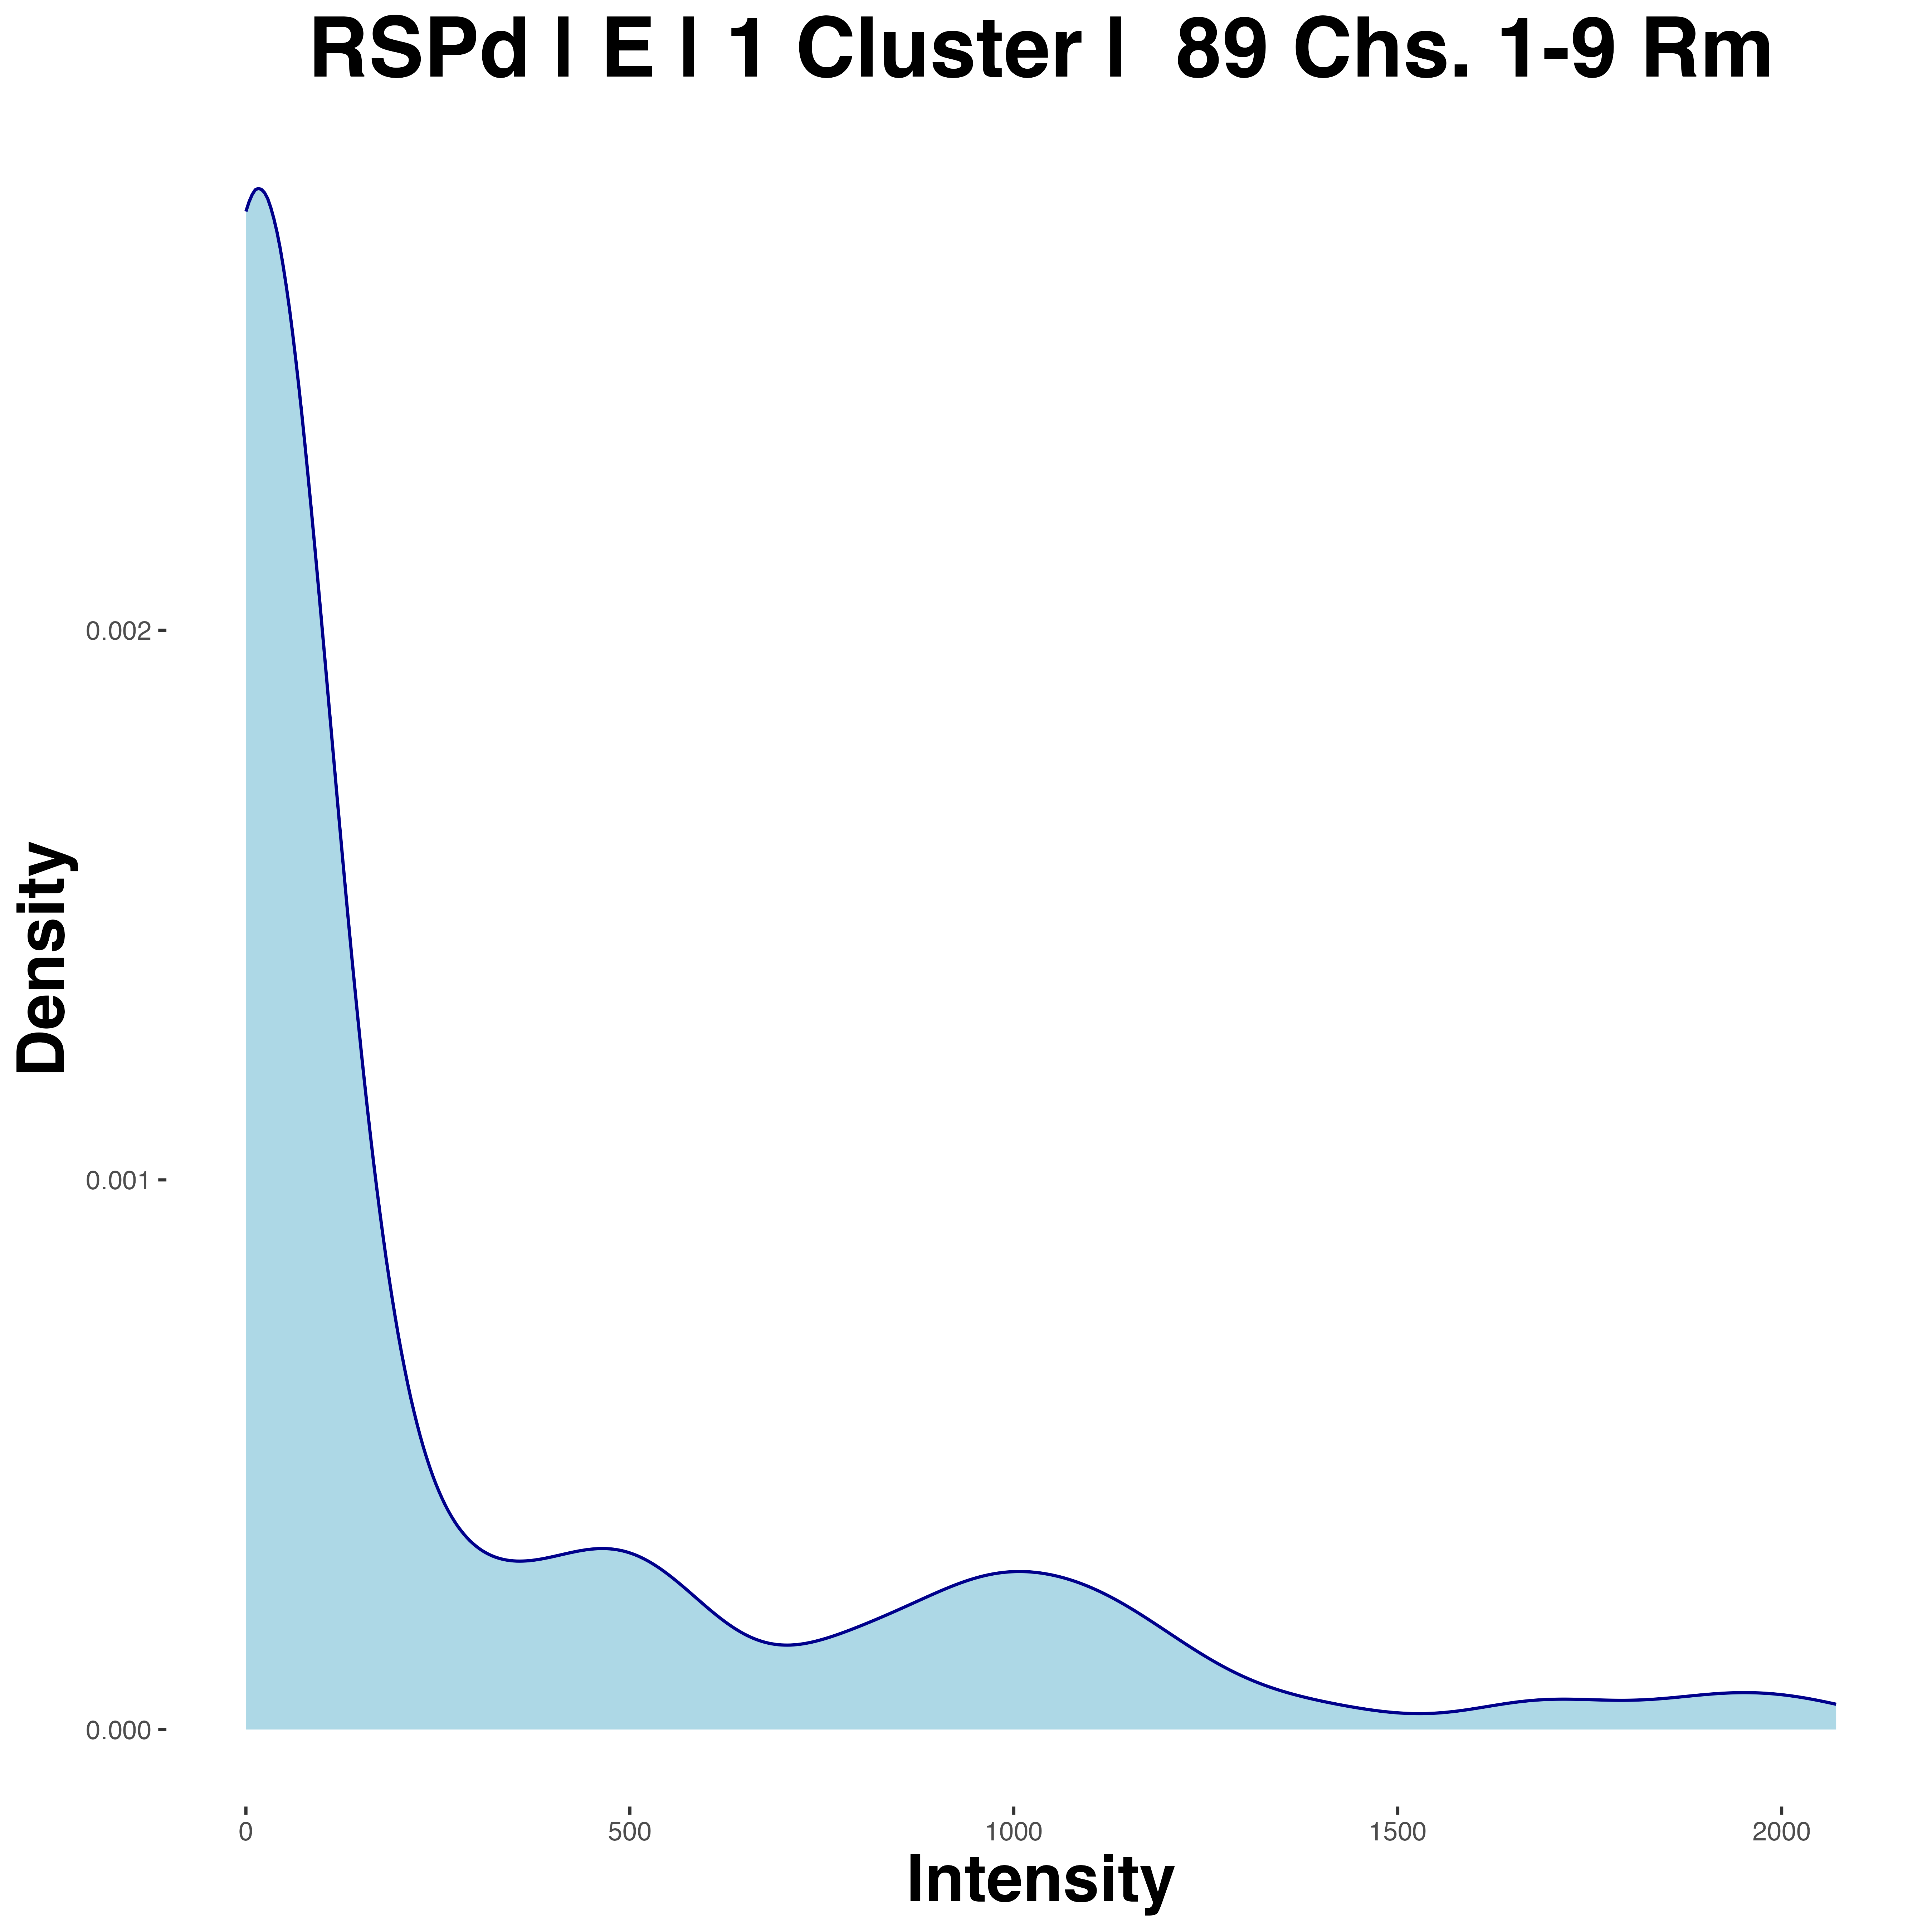 RSPd | E | 1 Cluster |  89 Chs. 1-9 Rm
Density
0.002
0.001
0.000
0 500 1000 1500 2000
Intensity